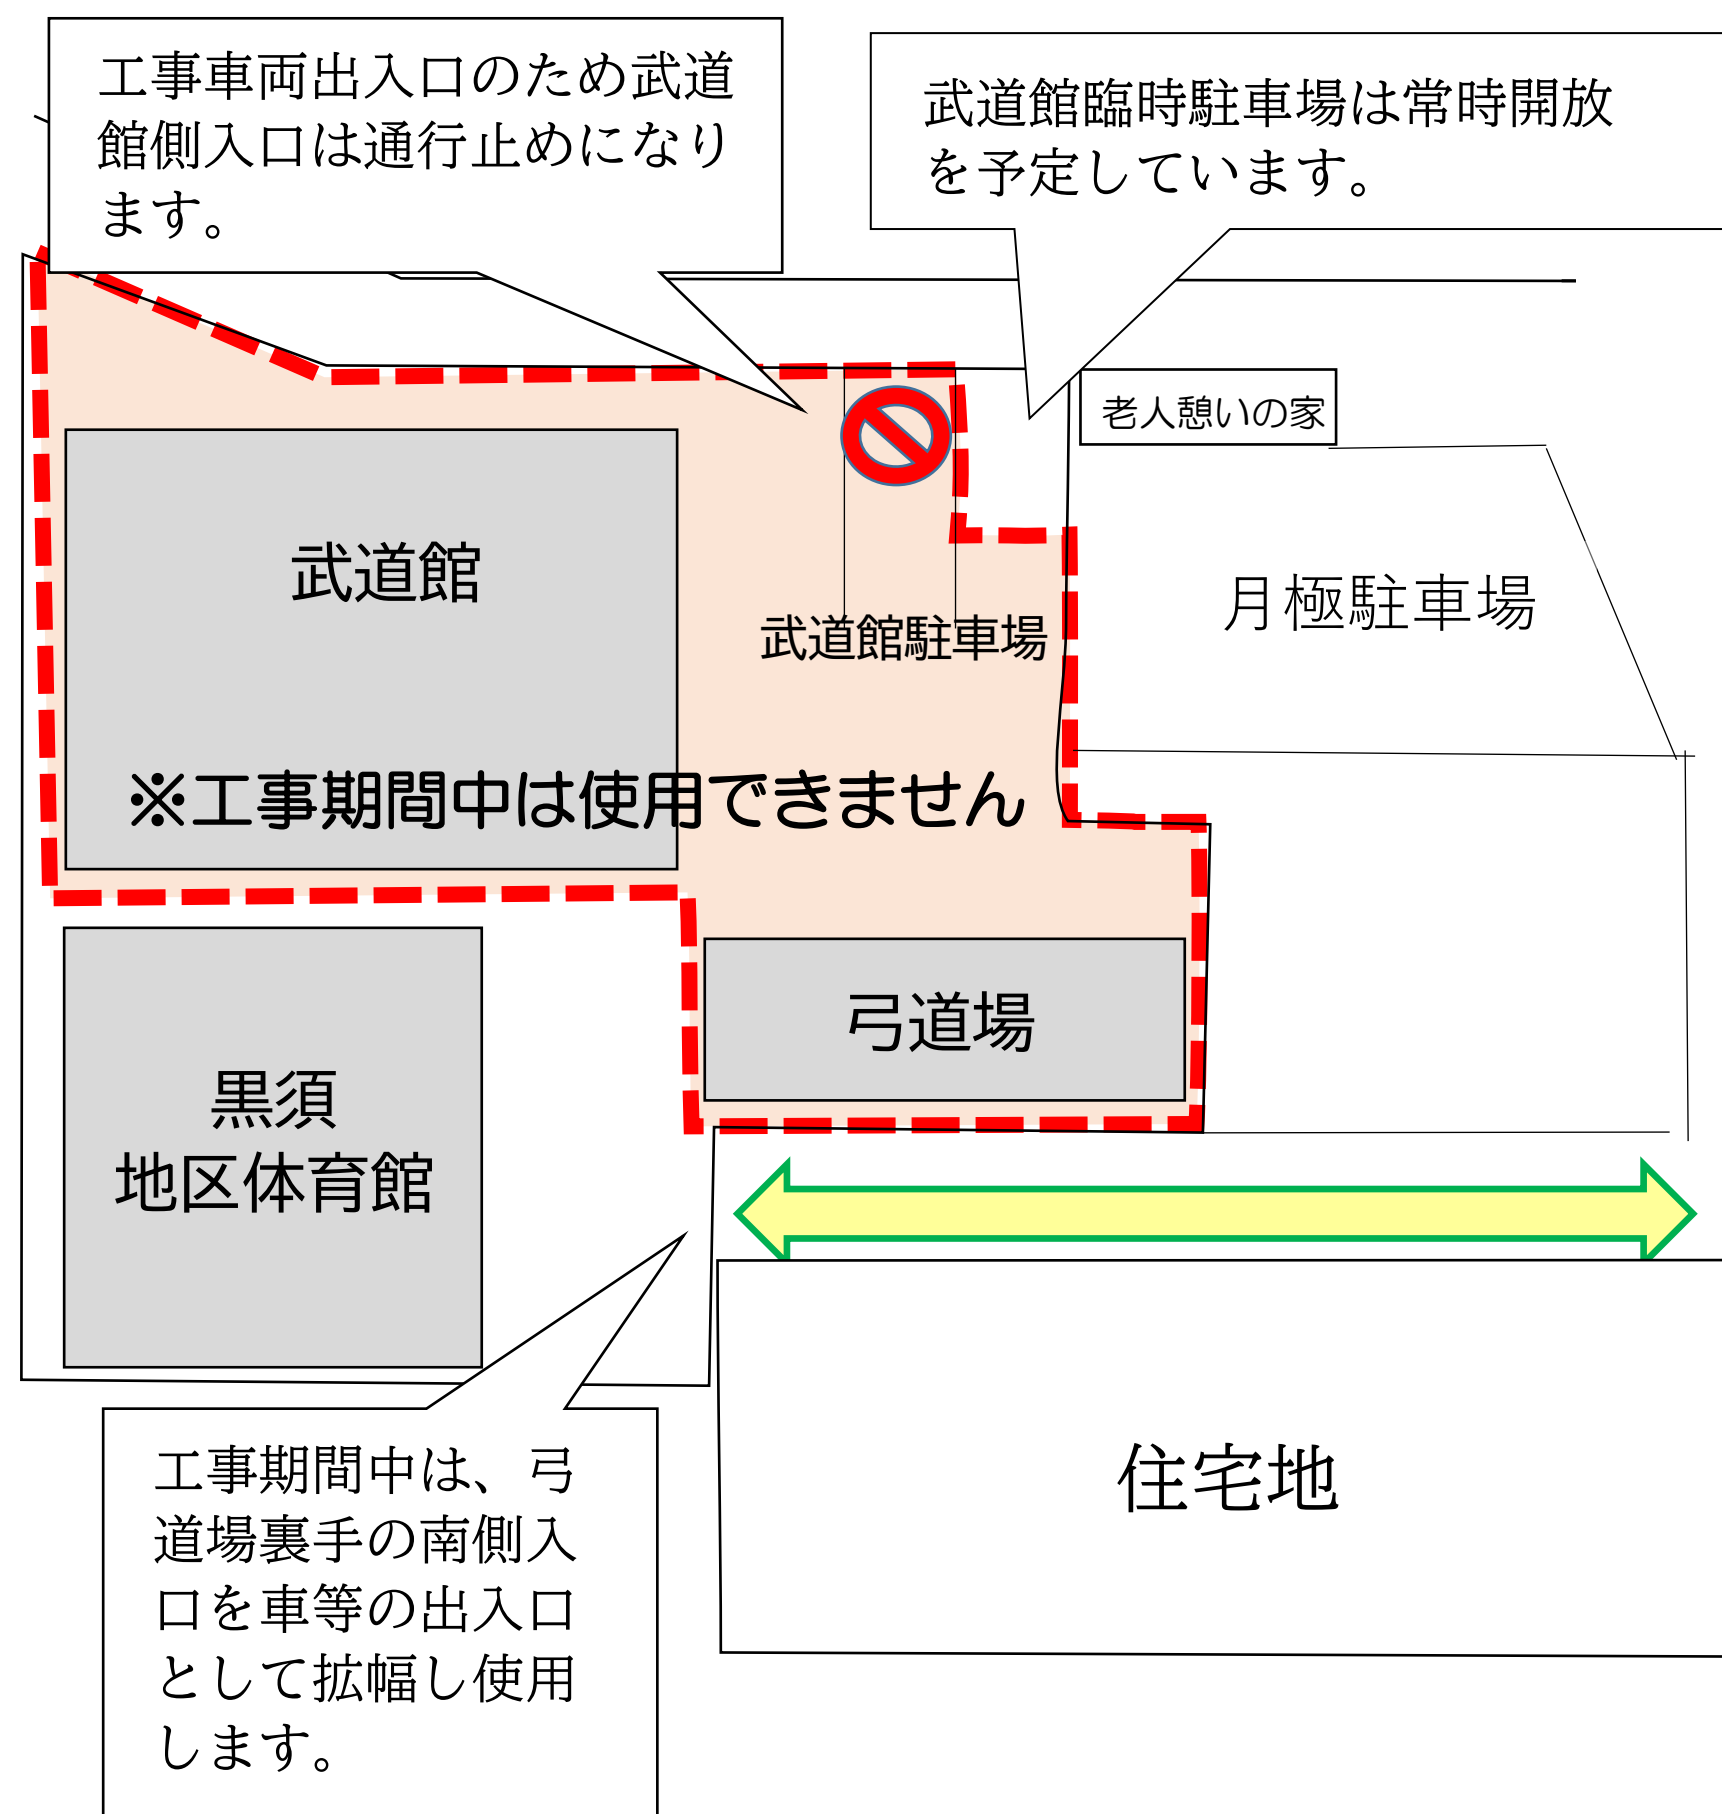 工事車両出入口のため武道
館側入口は通行止めになり
ます。
武道館臨時駐車場は常時開放
を予定しています。
老人憩いの家
武道館
月極駐車場
武道館駐車場
※工事期間中は使用できません
弓道場
黒須
地区体育館
工事期間中は、弓
道場裏手の南側入
口を車等の出入口
として拡幅し使用
します。
住宅地